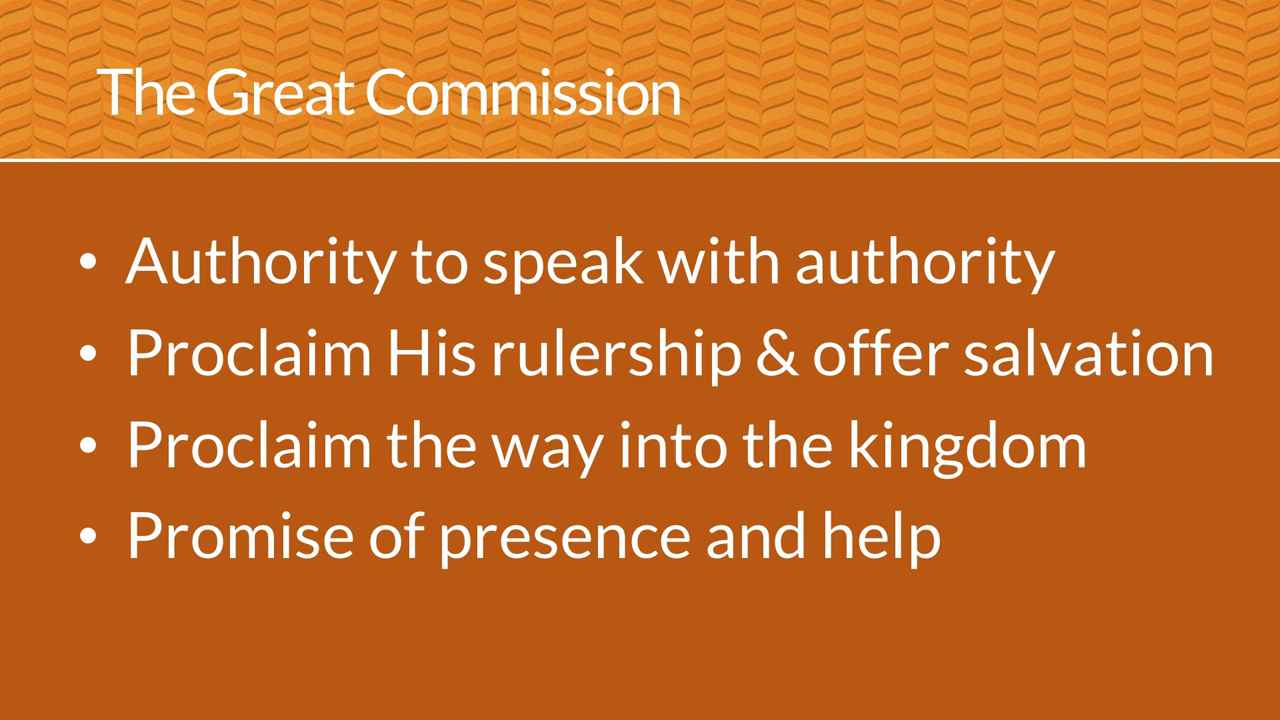 The Great Commission
• Authority to speak with authority
• Proclaim His rulership & offer salvation
• Proclaim the way into the kingdom
• Promise of presence and help